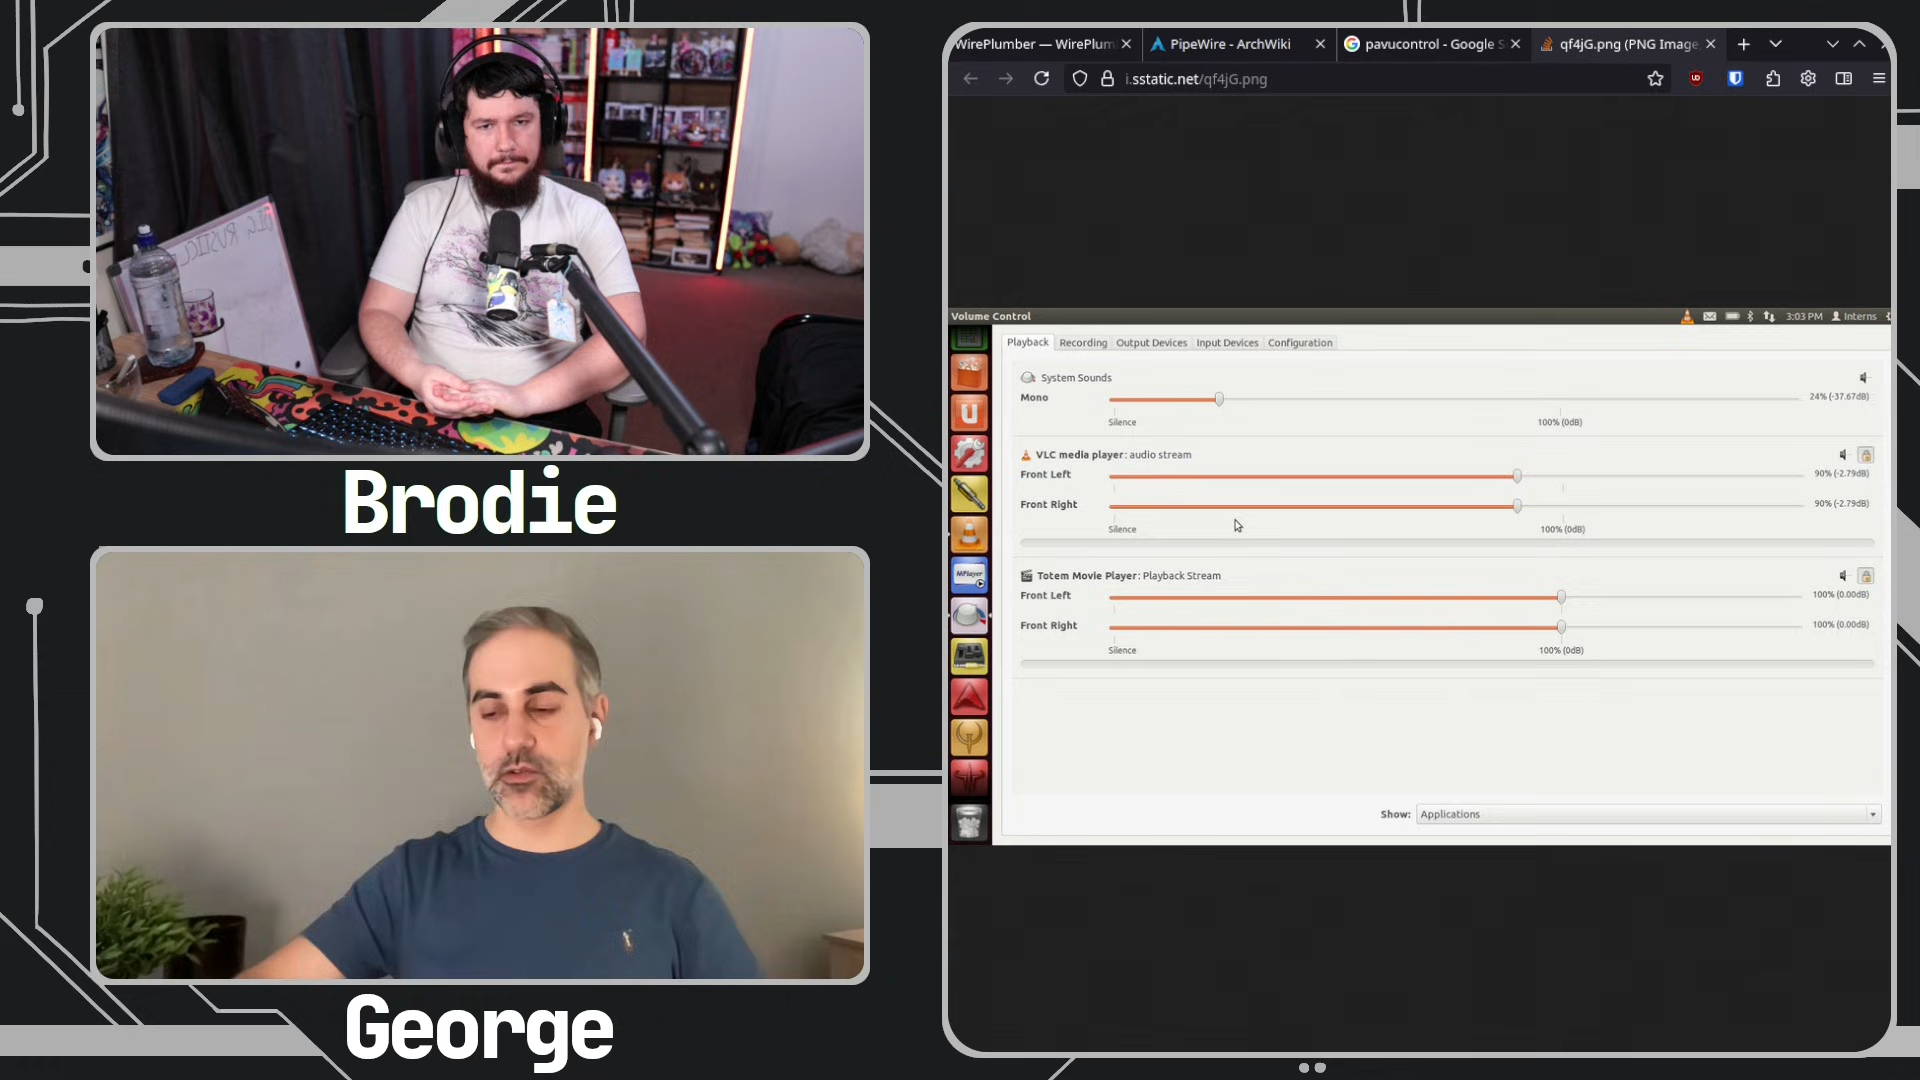 Brodie
George
WirePlumber — WirePlum
PipeWire - ArchWiki
pavucontrol - Google S
qf4jG.png (PNG Image,
i.sstatic.net/qf4jG.png
Volume Control
3:03 PM
Interns
Playback
Recording
Output Devices
Input Devices
Configuration
System Sounds
Mono
24% (-37.67dB)
Silence
100% (0dB)
VLC media player: audio stream
Front Left
90% (-2.79dB)
Front Right
90% (-2.79dB)
Silence
100% (0dB)
Totem Movie Player: Playback Stream
Front Left
100% (0.00dB)
Front Right
100% (0.00dB)
Silence
100% (0dB)
MPlayer
Show:
Applications